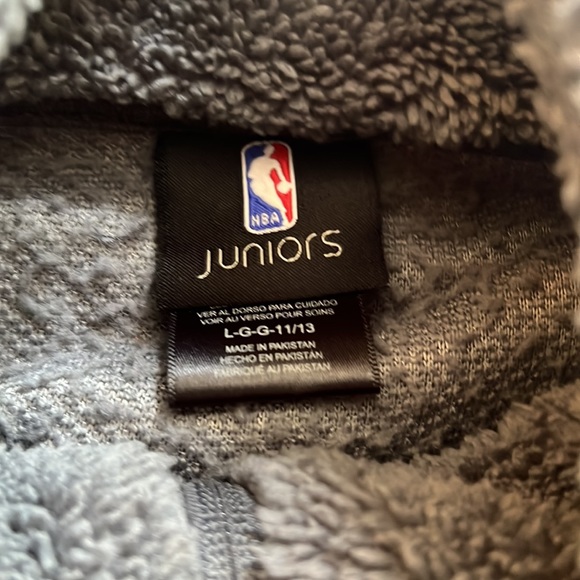 NBA
JUNIORS
VER AL DORSO PARA CUIDADO
VOIR AU VERSO POUR SOINS
L-G-G-11/13
MADE IN PAKISTAN
HECHO EN PAKISTÁN
FABRIQUÉ AU PAKISTAN